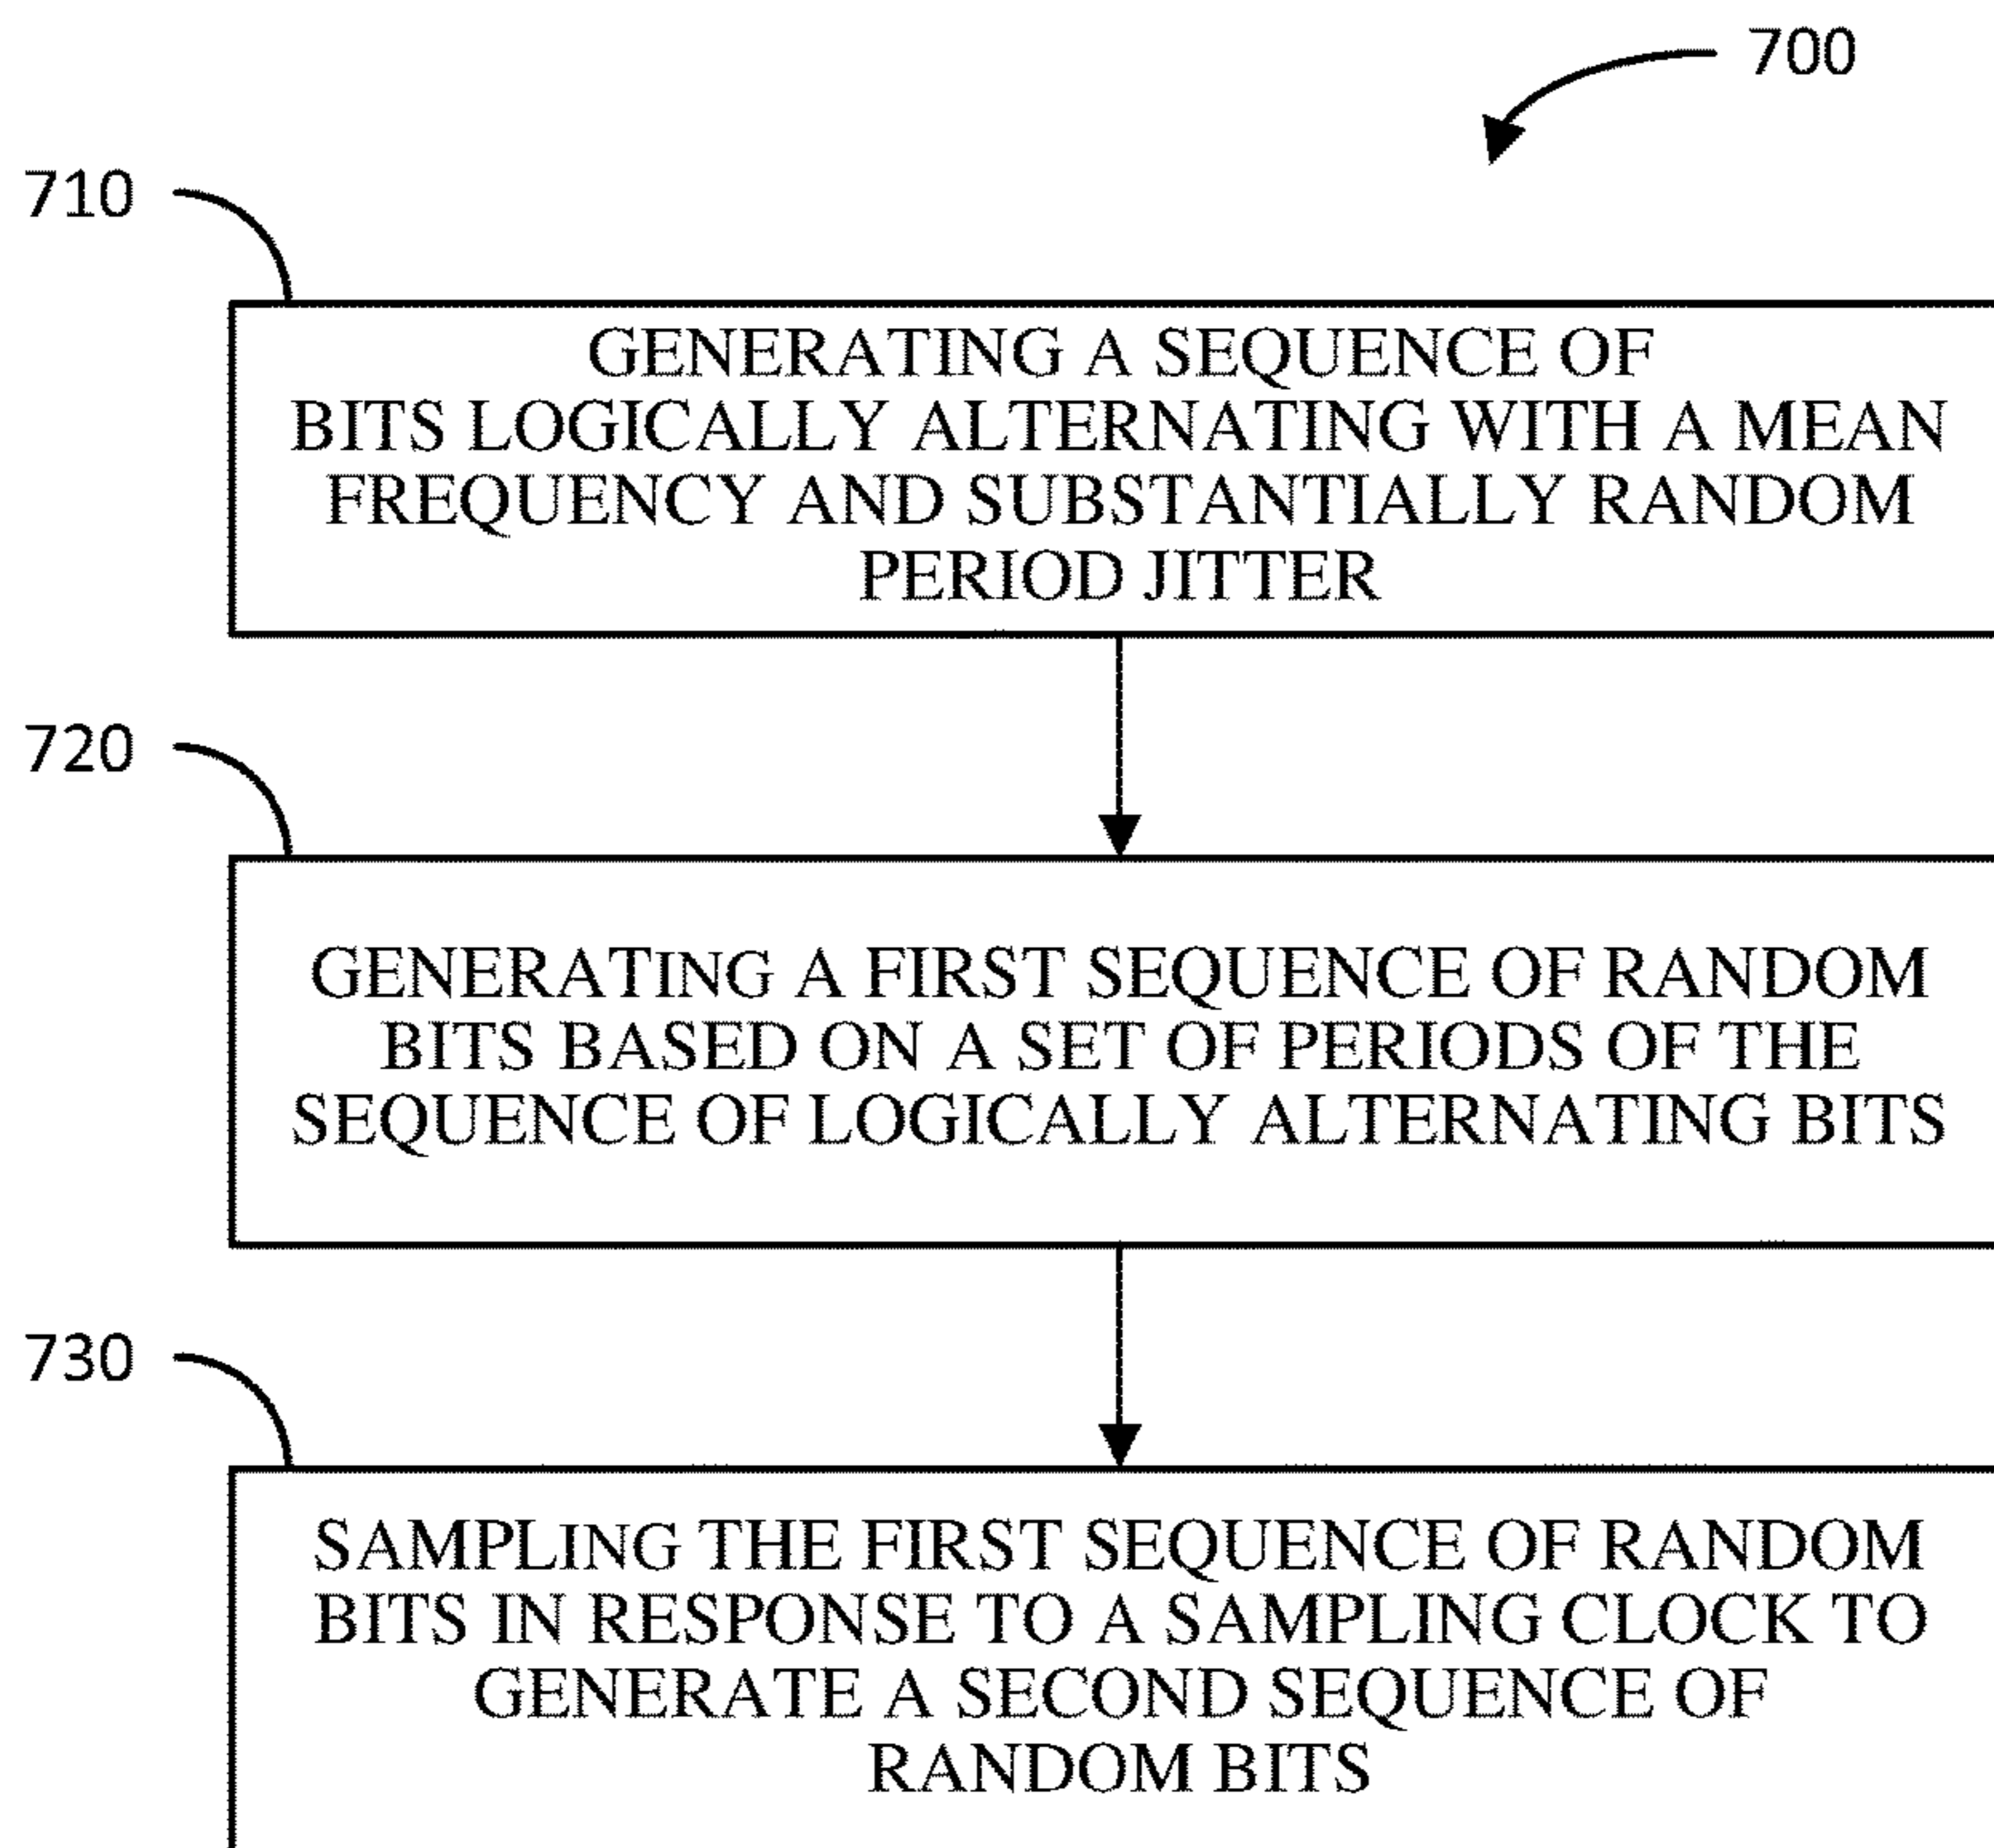 700
710
GENERATING A SEQUENCE OF
BITS LOGICALLY ALTERNATING WITH A MEAN
FREQUENCY AND SUBSTANTIALLY RANDOM
PERIOD JITTER
720
GENERATING A FIRST SEQUENCE OF RANDOM
BITS BASED ON A SET OF PERIODS OF THE
SEQUENCE OF LOGICALLY ALTERNATING BITS
730
SAMPLING THE FIRST SEQUENCE OF RANDOM
BITS IN RESPONSE TO A SAMPLING CLOCK TO
GENERATE A SECOND SEQUENCE OF
RANDOM BITS